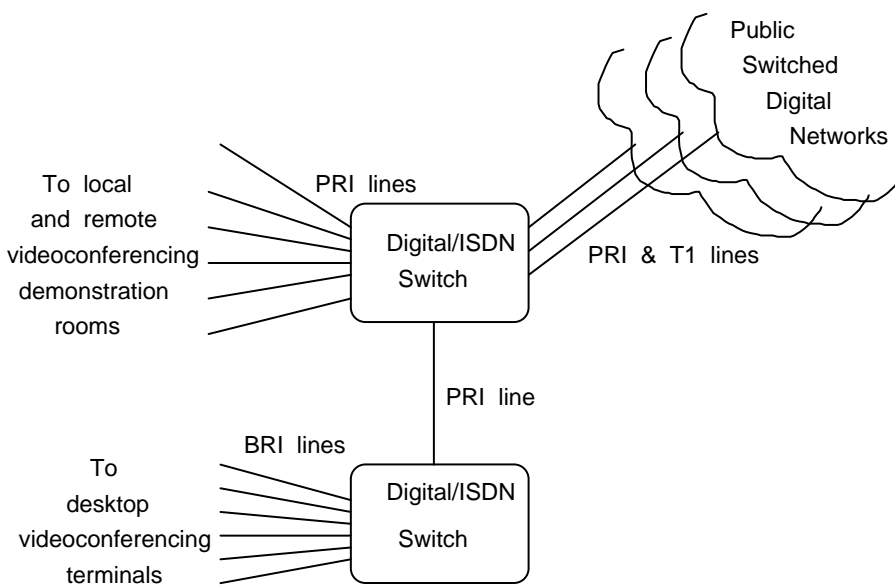 Public
Switched
Digital
Networks
To local
and remote
videoconferencing
demonstration
rooms
PRI lines
Digital/ISDN
Switch
PRI & T1 lines
PRI line
BRI lines
To
desktop
videoconferencing
terminals
Digital/ISDN
Switch